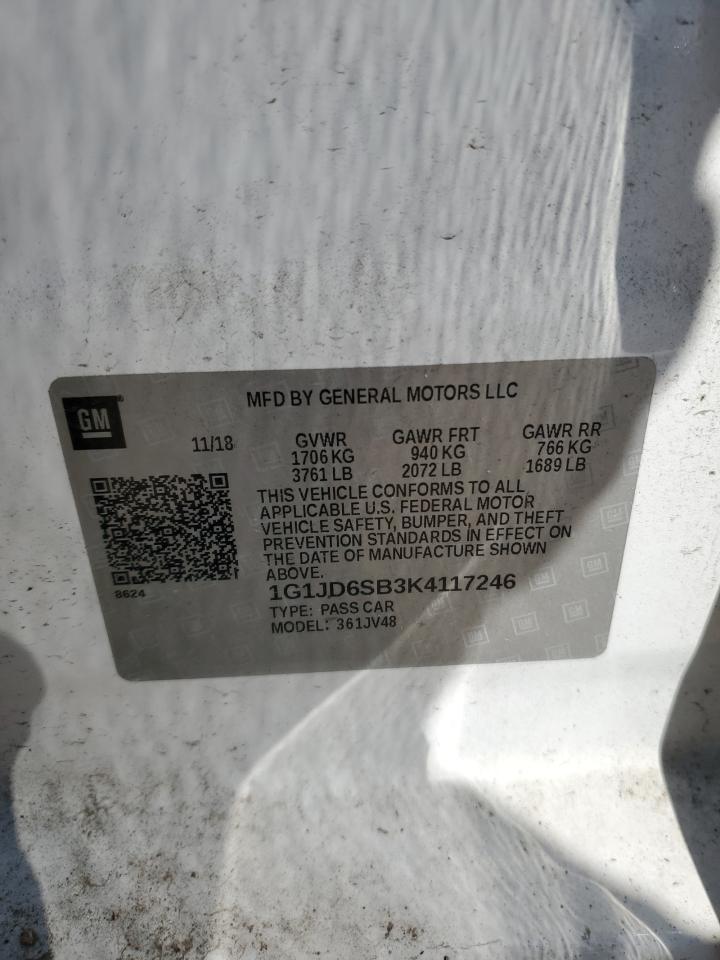 GM
MFD BY GENERAL MOTORS LLC
11/18 GVWR GAWR FRT GAWR RR
1706 KG 940 KG 766 KG
3761 LB 2072 LB 1689 LB
THIS VEHICLE CONFORMS TO ALL
APPLICABLE U.S. FEDERAL MOTOR
VEHICLE SAFETY, BUMPER, AND THEFT
PREVENTION STANDARDS IN EFFECT ON
THE DATE OF MANUFACTURE SHOWN
ABOVE.
8624
1G1JD6SB3K4117246
TYPE: PASS CAR
MODEL: 361JV48